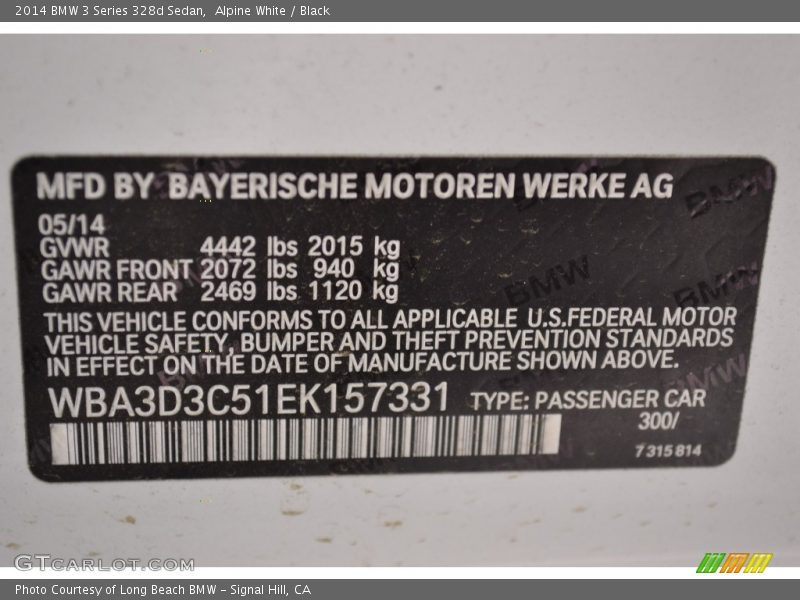 2014 BMW 3 Series 328d Sedan,  Alpine White / Black
MFD BY BAYERISCHE MOTOREN WERKE AG
05/14
GVWR 4442 lbs 2015 kg
GAWR FRONT 2072 lbs 940 kg
GAWR REAR 2469 lbs 1120 kg
THIS VEHICLE CONFORMS TO ALL APPLICABLE U.S.FEDERAL MOTOR
VEHICLE SAFETY, BUMPER AND THEFT PREVENTION STANDARDS
IN EFFECT ON THE DATE OF MANUFACTURE SHOWN ABOVE.
WBA3D3C51EK157331 TYPE: PASSENGER CAR
300/
7 315 814
GTCARLOT.COM
Photo Courtesy of Long Beach BMW – Signal Hill, CA